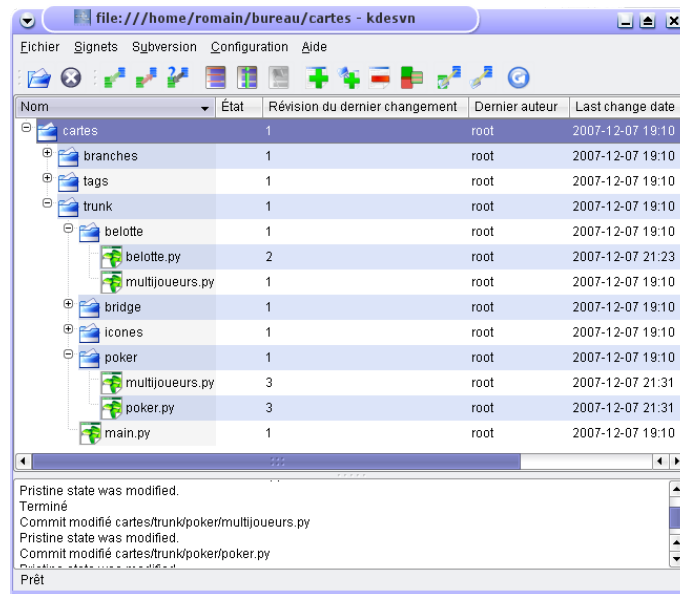 file:///home/romain/bureau/cartes - kdesvn
Fichier Signets Subversion Configuration Aide
Nom État Révision du dernier changement Dernier auteur Last change date
cartes 1 root 2007-12-07 19:10
branches 1 root 2007-12-07 19:10
tags 1 root 2007-12-07 19:10
trunk 1 root 2007-12-07 19:10
belotte 1 root 2007-12-07 19:10
belotte.py 2 root 2007-12-07 21:23
multijoueurs.py 1 root 2007-12-07 19:10
bridge 1 root 2007-12-07 19:10
icones 1 root 2007-12-07 19:10
poker 1 root 2007-12-07 19:10
multijoueurs.py 3 root 2007-12-07 21:31
poker.py 3 root 2007-12-07 21:31
main.py 1 root 2007-12-07 19:10
Pristine state was modified.
Terminé
Commit modifié cartes/trunk/poker/multijoueurs.py
Pristine state was modified.
Commit modifié cartes/trunk/poker/poker.py
Pristine state was modified.
Prêt